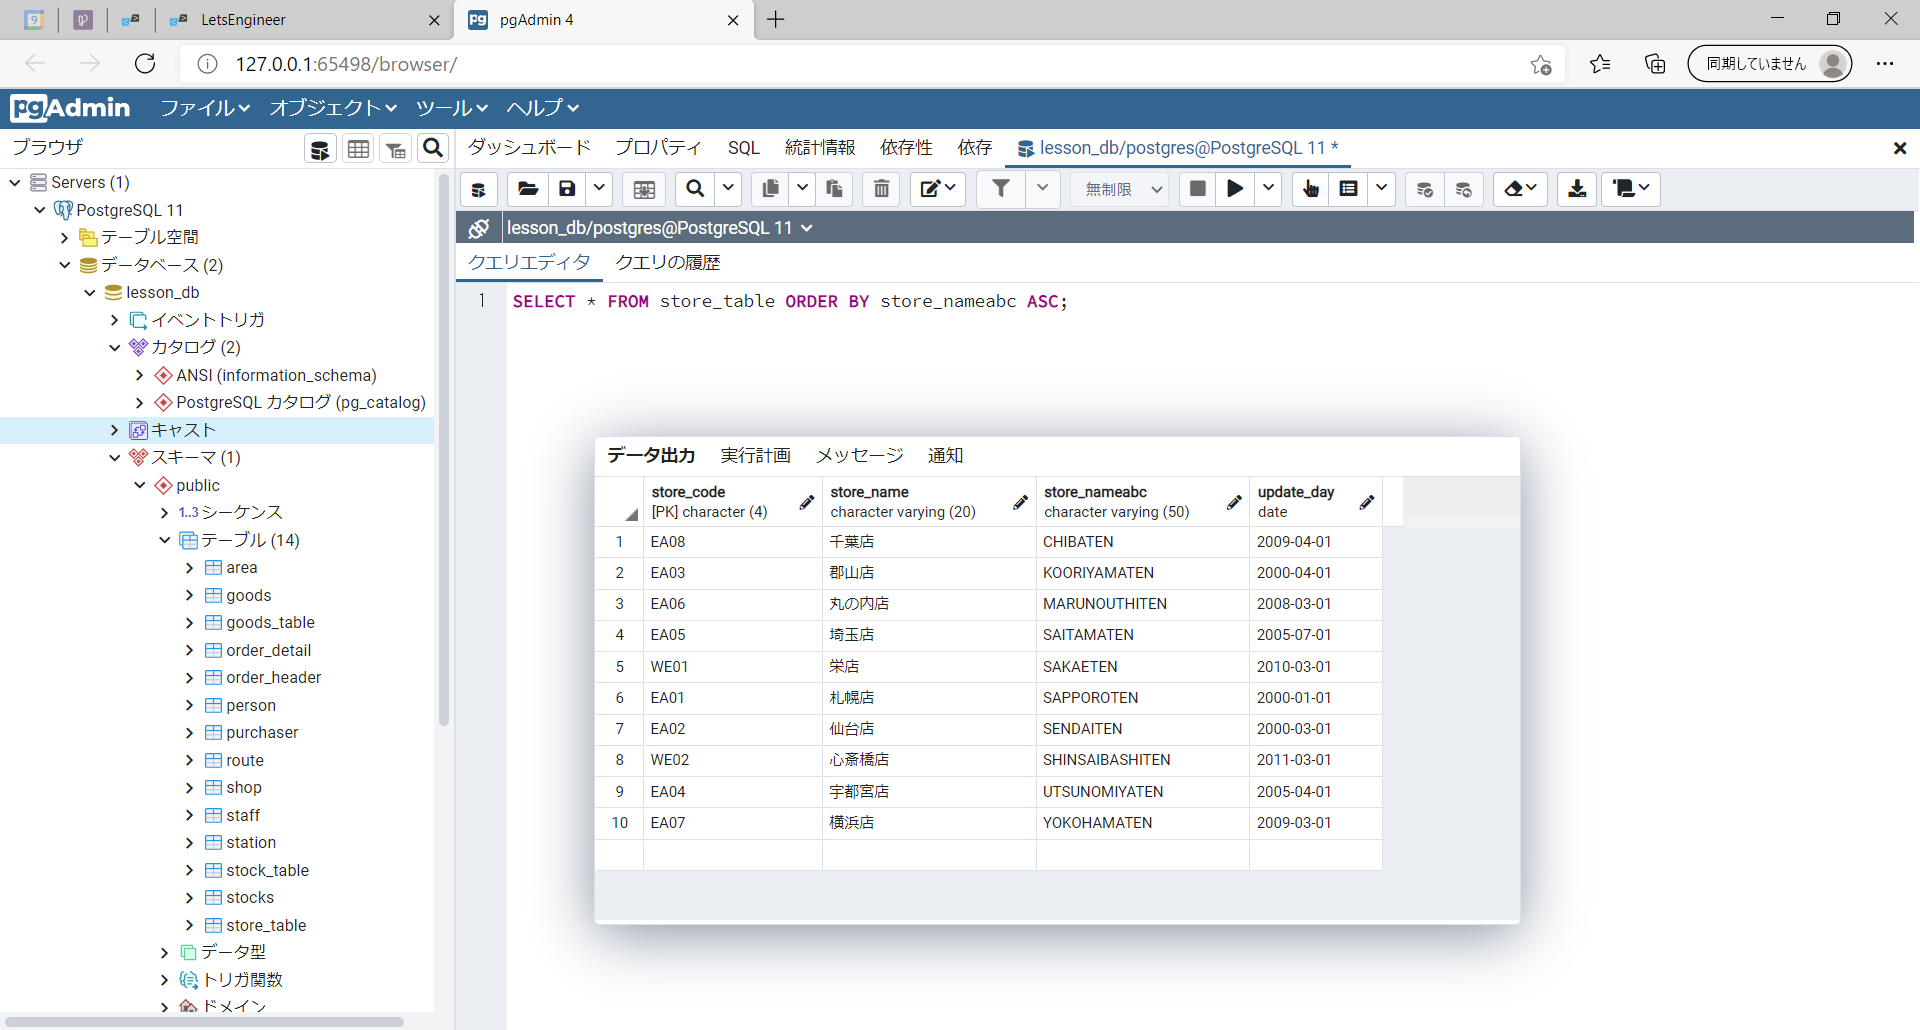 LetsEngineer
pgAdmin 4
127.0.0.1:65498/browser/
同期していません
pgAdmin ファイル オブジェクト ツール ヘルプ
ブラウザ
ダッシュボード プロパティ SQL 統計情報 依存性 依存 lesson_db/postgres@PostgreSQL 11 *
無制限
lesson_db/postgres@PostgreSQL 11
クエリエディタ クエリの履歴
1 SELECT * FROM store_table ORDER BY store_nameabc ASC;
Servers (1)
PostgreSQL 11
テーブル空間
データベース (2)
lesson_db
イベントトリガ
カタログ (2)
ANSI (information_schema)
PostgreSQL カタログ (pg_catalog)
キャスト
スキーマ (1)
public
1..3 シーケンス
テーブル (14)
area
goods
goods_table
order_detail
order_header
person
purchaser
route
shop
staff
station
stock_table
stocks
store_table
データ型
トリガ関数
ドメイン
データ出力 実行計画 メッセージ 通知
store_code store_name store_nameabc update_day
[PK] character (4) character varying (20) character varying (50) date
1 EA08 千葉店 CHIBATEN 2009-04-01
2 EA03 郡山店 KOORIYAMATEN 2000-04-01
3 EA06 丸の内店 MARUNOUTHITEN 2008-03-01
4 EA05 埼玉店 SAITAMATEN 2005-07-01
5 WE01 栄店 SAKAETEN 2010-03-01
6 EA01 札幌店 SAPPOROTEN 2000-01-01
7 EA02 仙台店 SENDAITEN 2000-03-01
8 WE02 心斎橋店 SHINSAIBASHITEN 2011-03-01
9 EA04 宇都宮店 UTSUNOMIYATEN 2005-04-01
10 EA07 横浜店 YOKOHAMATEN 2009-03-01